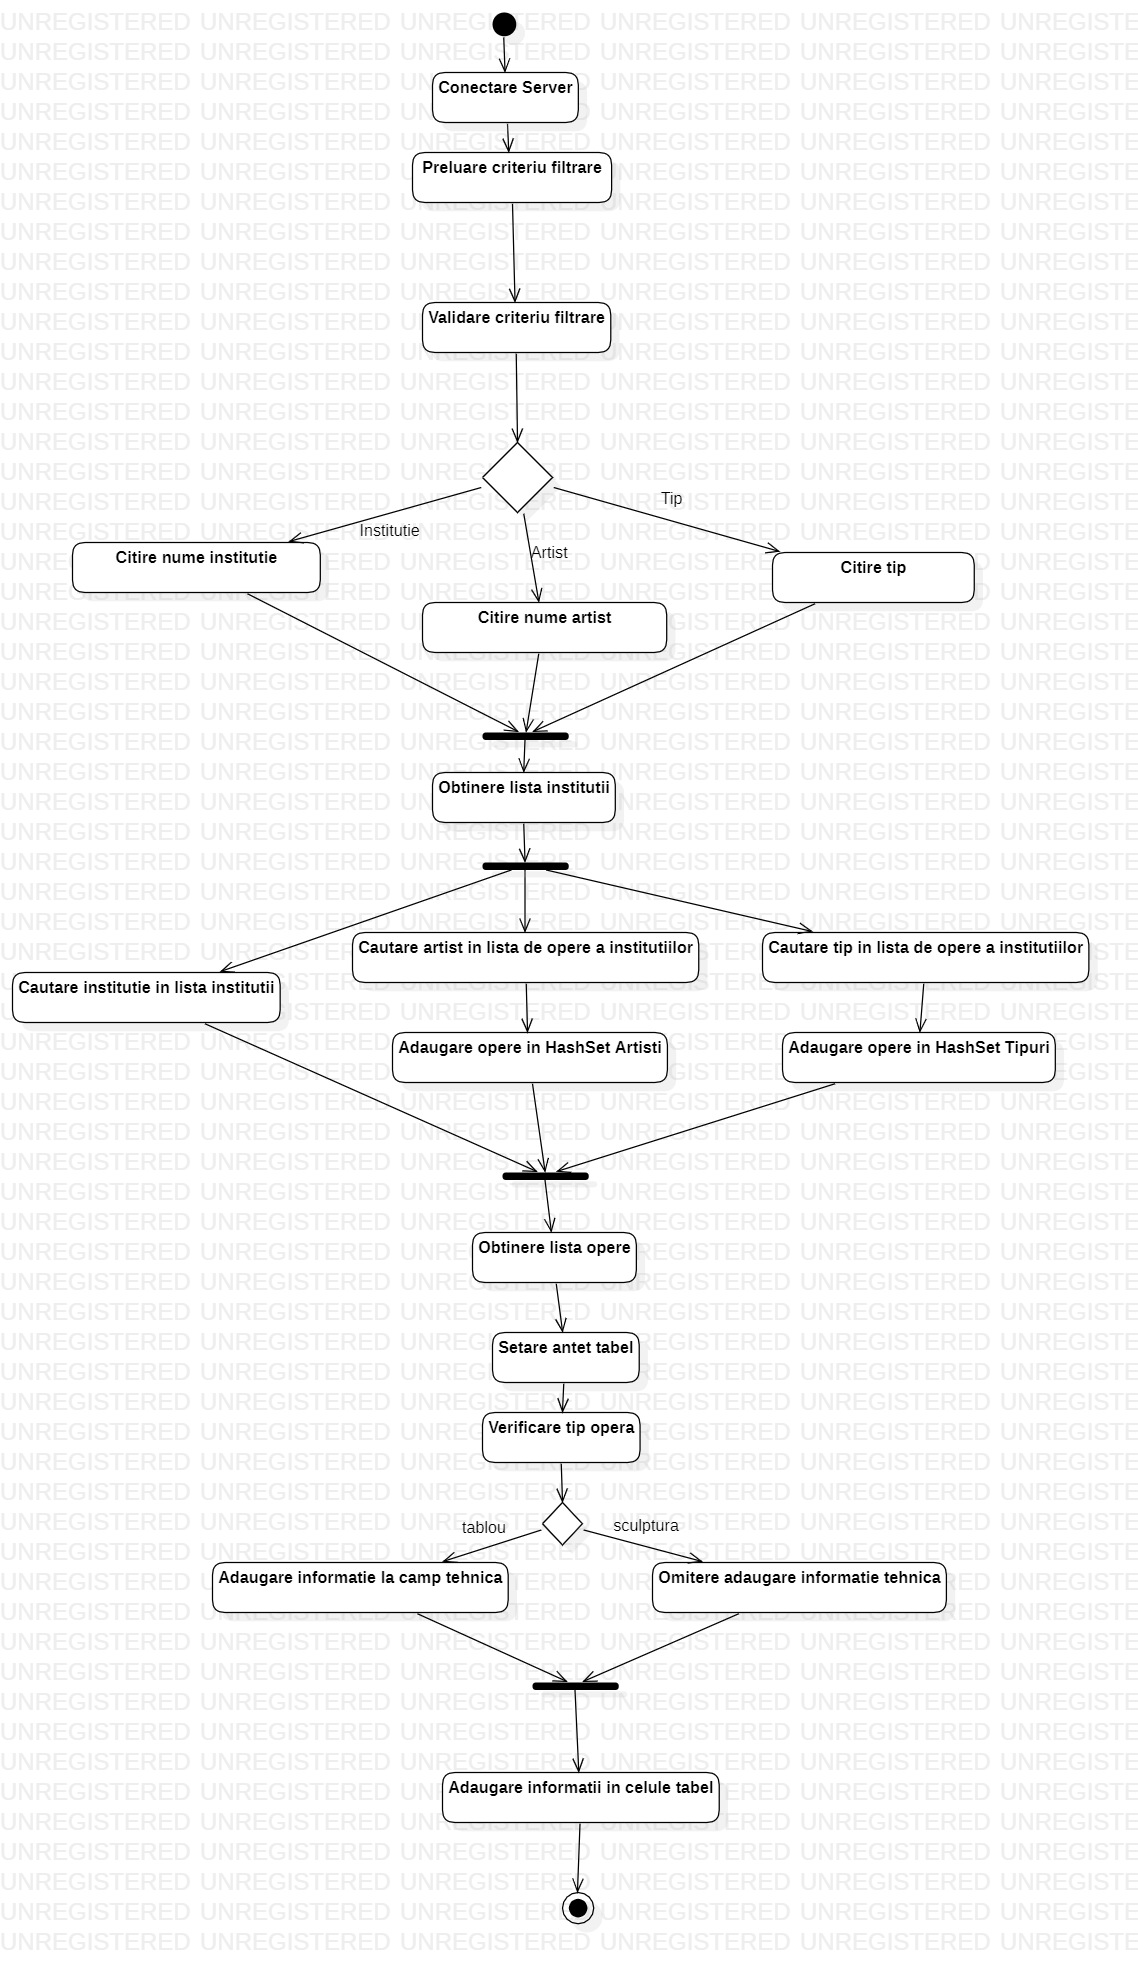 Conectare Server
Preluare criteriu filtrare
Validare criteriu filtrare
Tip
Institutie
Artist
Citire nume institutie
Citire tip
Citire nume artist
Obtinere lista institutii
Cautare artist in lista de opere a institutiilor
Cautare tip in lista de opere a institutiilor
Cautare institutie in lista institutii
Adaugare opere in HashSet Artisti
Adaugare opere in HashSet Tipuri
Obtinere lista opere
Setare antet tabel
Verificare tip opera
tablou
sculptura
Adaugare informatie la camp tehnica
Omitere adaugare informatie tehnica
Adaugare informatii in celule tabel
UNREGISTERED